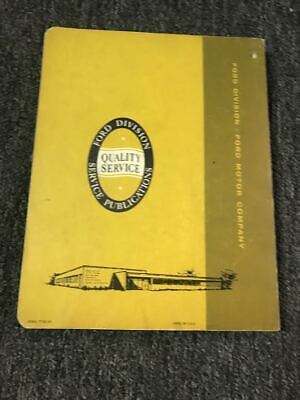 FORD DIVISION
QUALITY
SERVICE
SERVICE PUBLICATIONS
FORD DIVISION · FORD MOTOR COMPANY